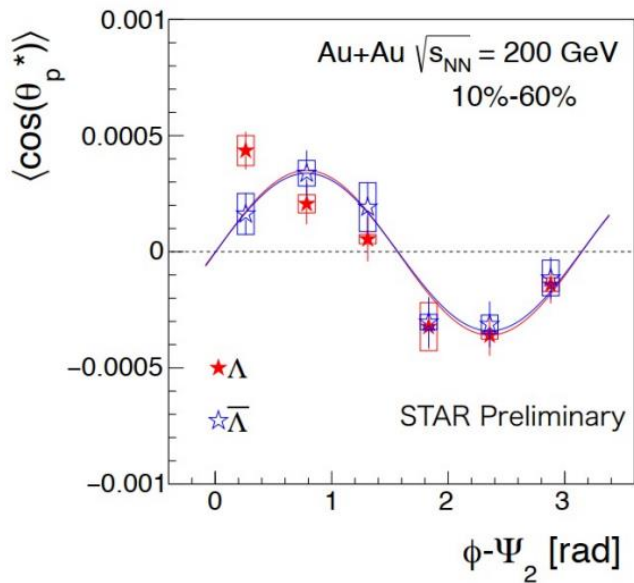 ⟨cos(θp*)⟩
0.001
0.0005
0
−0.0005
−0.001
Au+Au √sNN = 200 GeV
10%-60%
Λ
Λ̅
STAR Preliminary
0 1 2 3
ϕ-Ψ2 [rad]